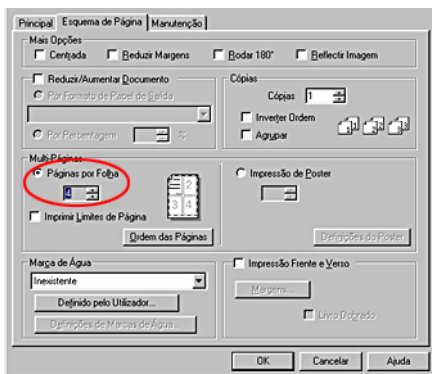 Principal Esquema de Página Manutenção
Mais Opções
Centrada Reduzir Margens Rodar 180° Reflectir Imagem
Reduzir/Aumentar Documento
Por Formato de Papel de Saída
Por Percentagem %
Cópias
Cópias 1
Inverter Ordem
Agrupar
Multi-Páginas
Páginas por Folha
4
Imprimir Limites de Página
2
3 4
Ordem das Páginas
Impressão de Poster
Definições do Póster
Marca de Água
Inexistente
Definido pelo Utilizador...
Definições de Marcas de Água...
Impressão Frente e Verso
Margens...
Livro Dobrado
OK Cancelar Ajuda